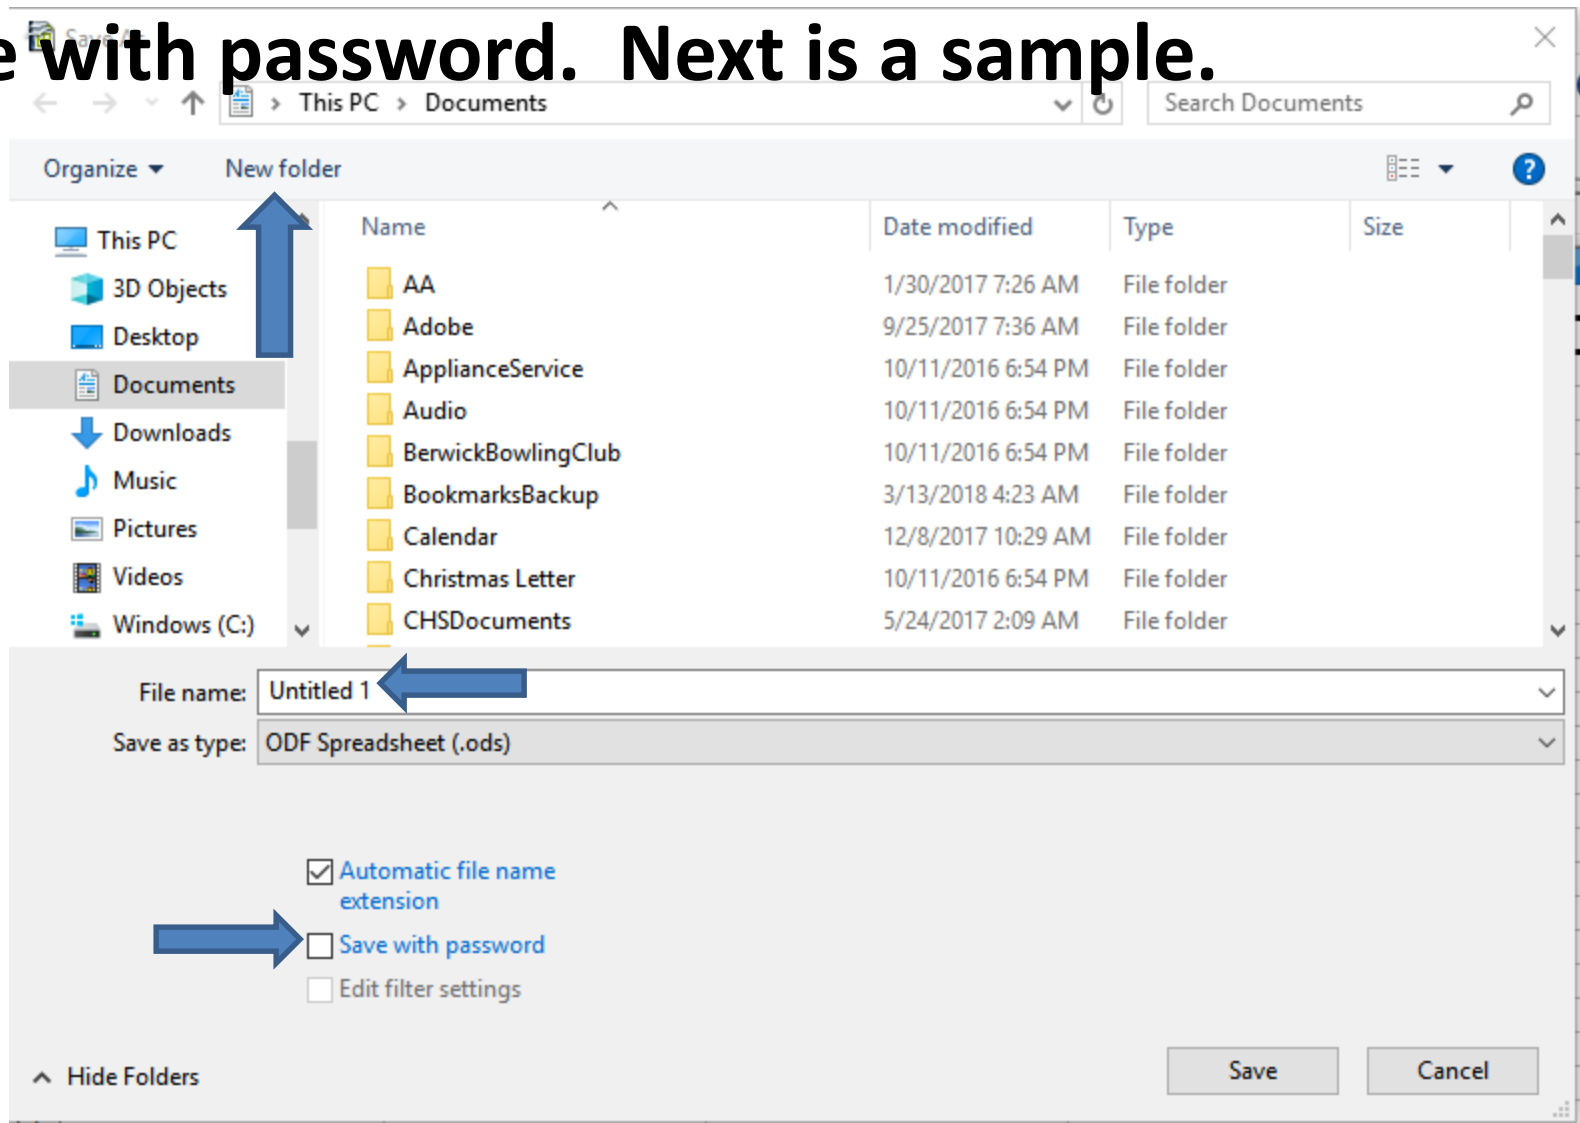 Save As
e with password.  Next is a sample.
This PC > Documents
Search Documents
Organize
New folder
?
Name Date modified Type Size
This PC
3D Objects
Desktop
Documents
Downloads
Music
Pictures
Videos
Windows (C:)
AA 1/30/2017 7:26 AM File folder
Adobe 9/25/2017 7:36 AM File folder
ApplianceService 10/11/2016 6:54 PM File folder
Audio 10/11/2016 6:54 PM File folder
BerwickBowlingClub 10/11/2016 6:54 PM File folder
BookmarksBackup 3/13/2018 4:23 AM File folder
Calendar 12/8/2017 10:29 AM File folder
Christmas Letter 10/11/2016 6:54 PM File folder
CHSDocuments 5/24/2017 2:09 AM File folder
File name: Untitled 1
Save as type: ODF Spreadsheet (.ods)
Automatic file name
extension
Save with password
Edit filter settings
Hide Folders
Save
Cancel